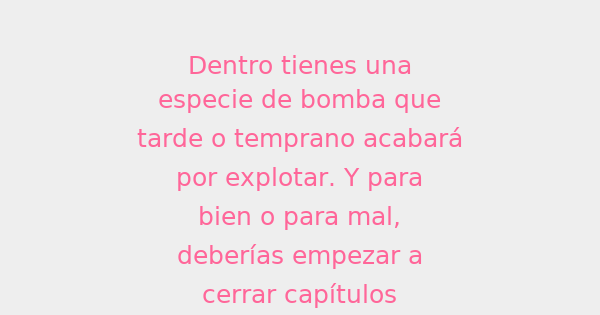 Dentro tienes una
especie de bomba que
tarde o temprano acabará
por explotar. Y para
bien o para mal,
deberías empezar a
cerrar capítulos